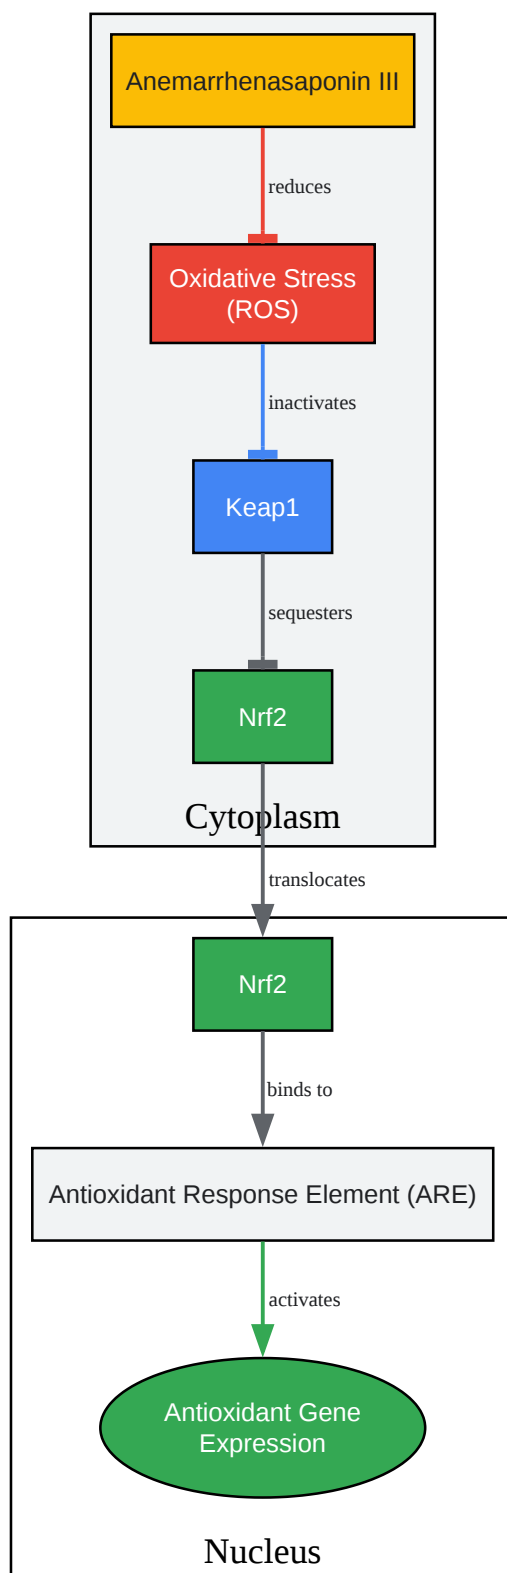 Anemarrhenasaponin III
reduces
Oxidative Stress
(ROS)
inactivates
Keap1
sequesters
Nrf2
Cytoplasm
translocates
Nrf2
binds to
Antioxidant Response Element (ARE)
activates
Antioxidant Gene
Expression
Nucleus